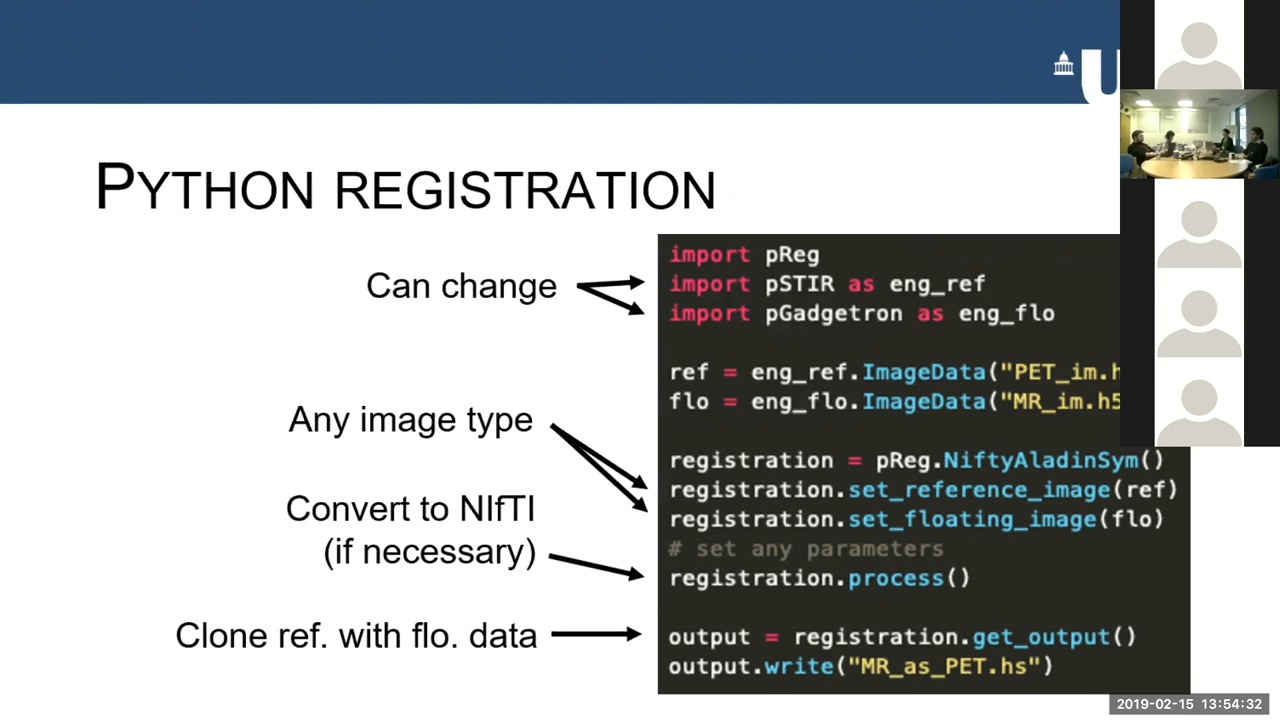 U
PYTHON REGISTRATION
Can change
Any image type
Convert to NIfTI
(if necessary)
Clone ref. with flo. data
import pReg
import pSTIR as eng_ref
import pGadgetron as eng_flo
ref = eng_ref.ImageData("PET_im.h
flo = eng_flo.ImageData("MR_im.h5
registration = pReg.NiftyAladinSym()
registration.set_reference_image(ref)
registration.set_floating_image(flo)
# set any parameters
registration.process()
output = registration.get_output()
output.write("MR_as_PET.hs")
2019-02-15 13:54:32